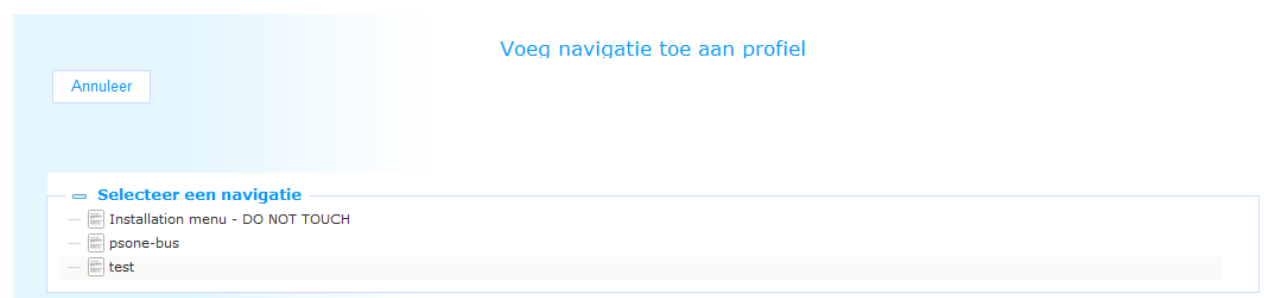 Voeg navigatie toe aan profiel
Annuleer
Selecteer een navigatie
Installation menu - DO NOT TOUCH
psone-bus
test